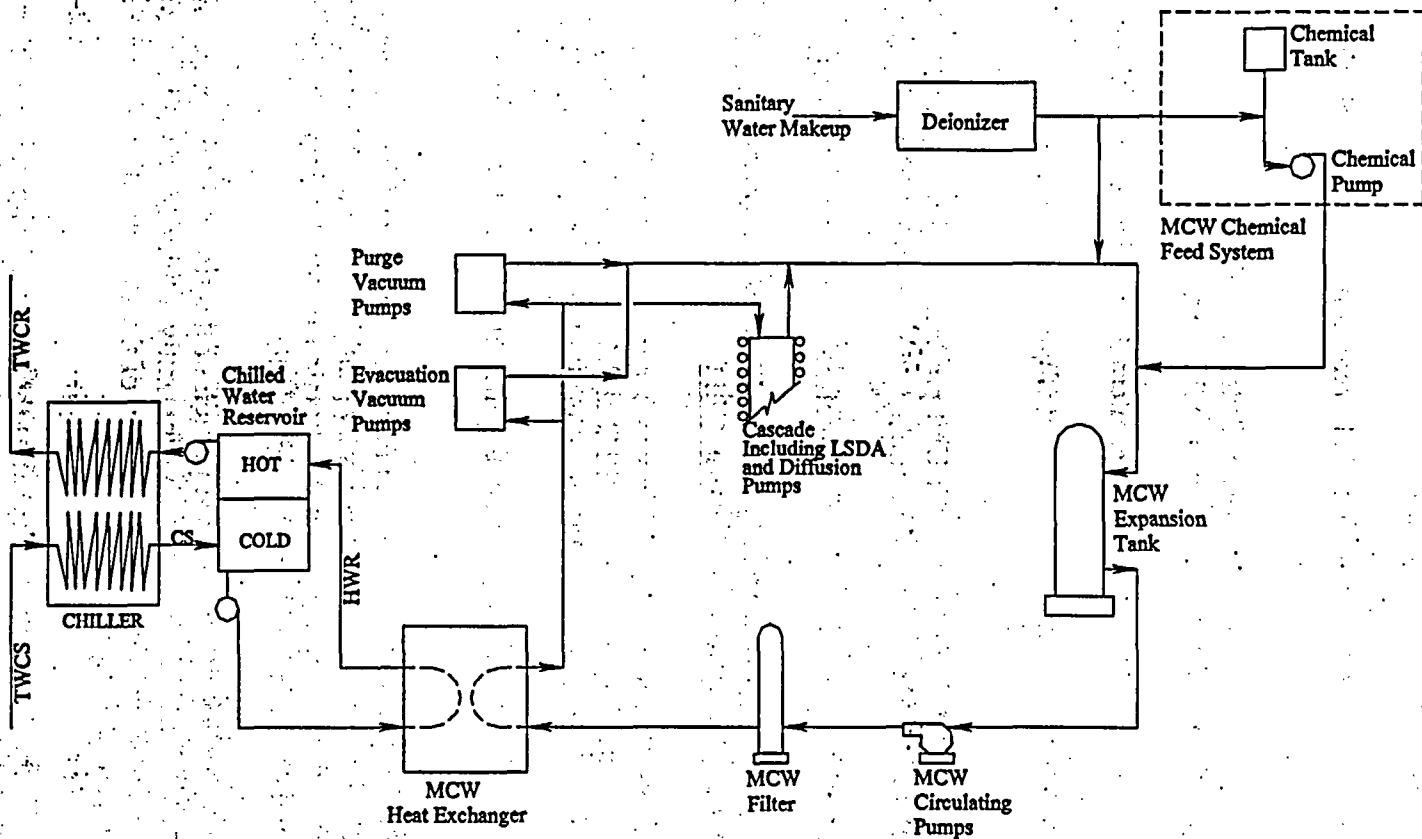 Chemical
Tank
Sanitary
Water Makeup
Deionizer
Chemical
Pump
MCW Chemical
Feed System
Purge
Vacuum
Pumps
TWCR
Chilled
Water
Reservoir
Evacuation
Vacuum
Pumps
HOT
COLD
CS
HWR
Cascade
Including LSDA
and Diffusion
Pumps
MCW
Expansion
Tank
CHILLER
TWCS
MCW
Heat Exchanger
MCW
Filter
MCW
Circulating
Pumps